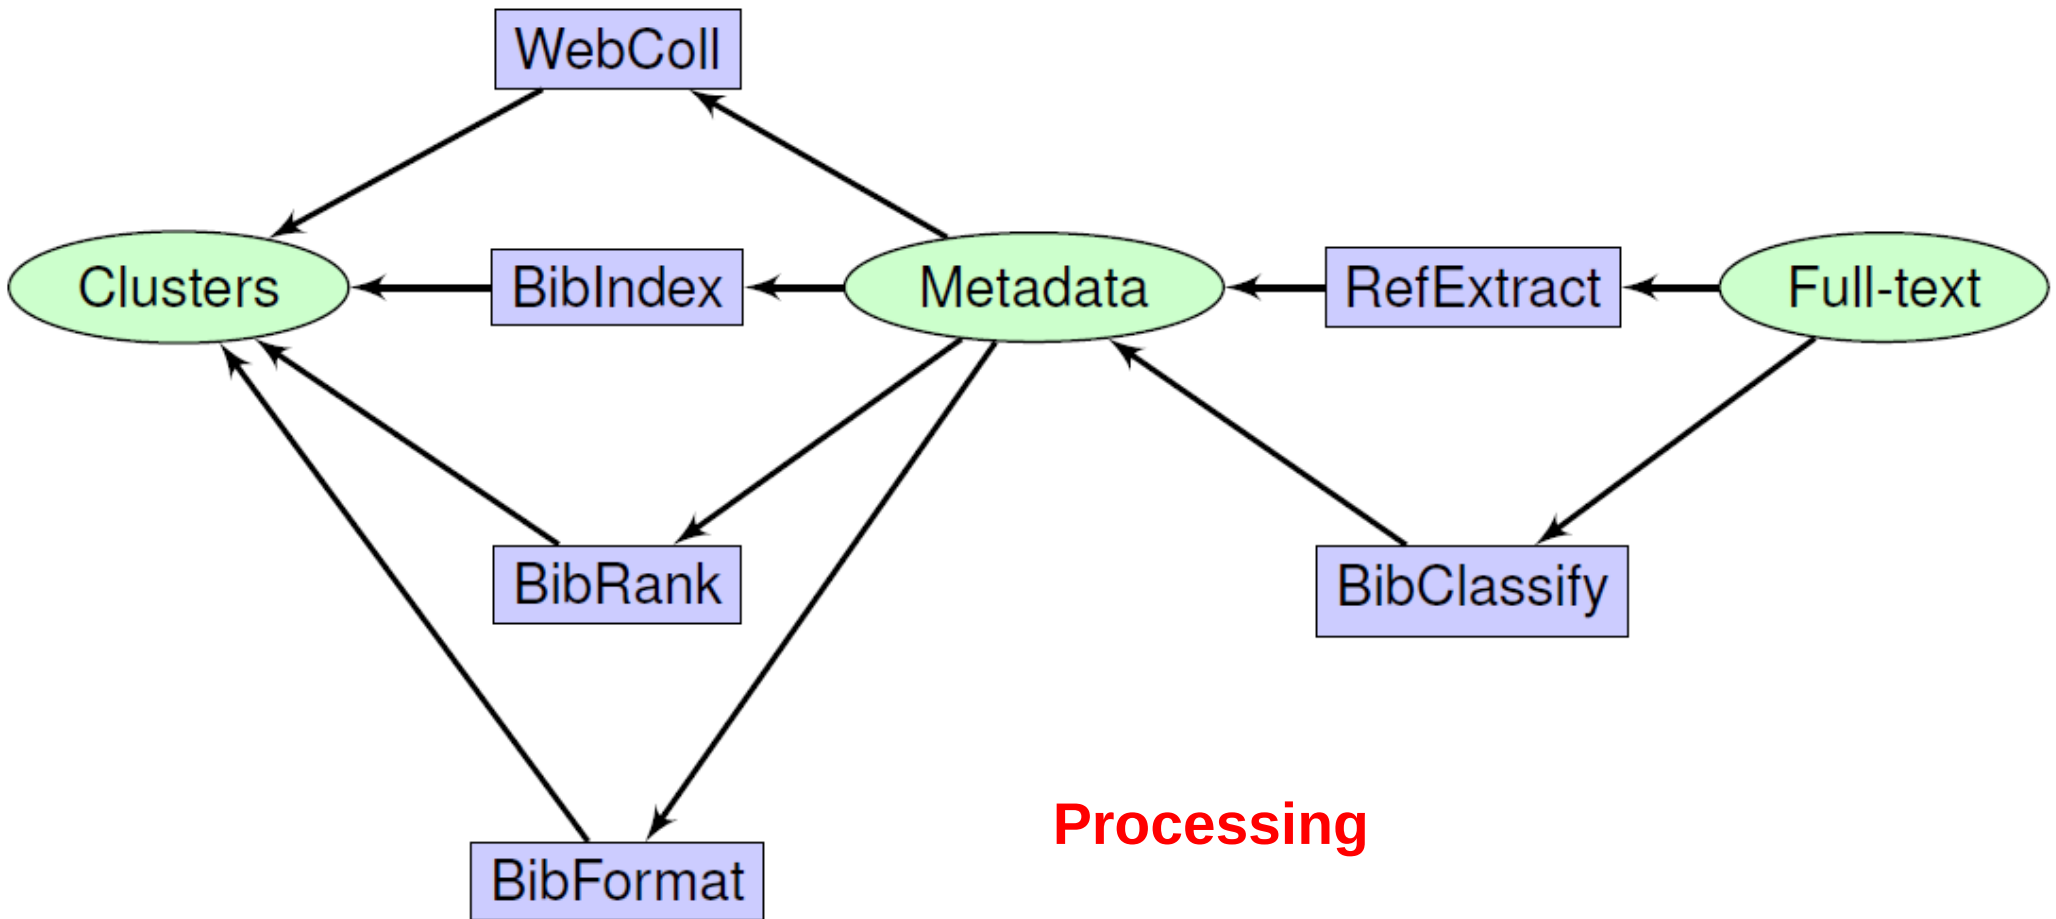 WebColl
Clusters
BibIndex
Metadata
RefExtract
Full-text
BibRank
BibClassify
Processing
BibFormat